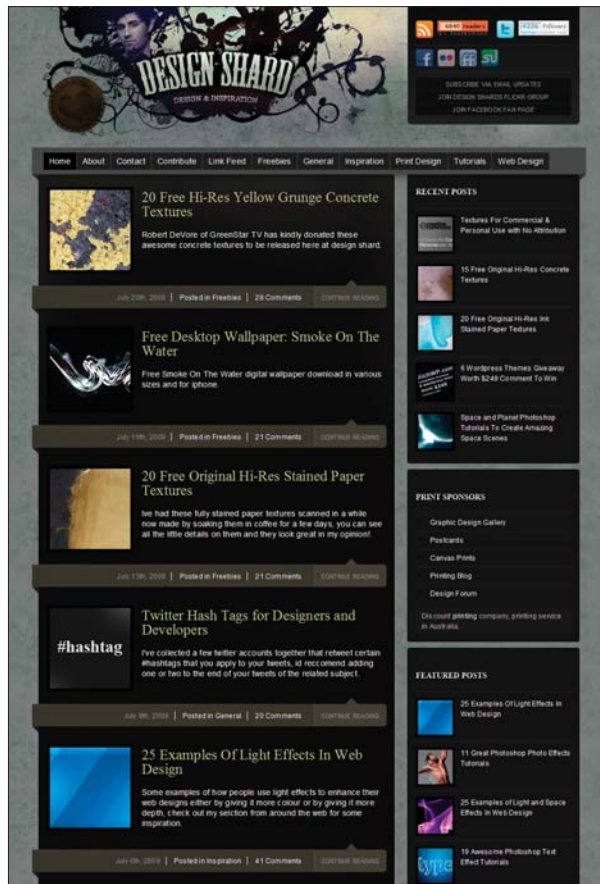 DESIGN SHARD
DESIGN & INSPIRATION
4840 readers
Followers
SUBSCRIBE VIA EMAIL UPDATES
JOIN DESIGN SHARDS FLICKR GROUP
JOIN FACEBOOK FAN PAGE
Home About Contact Contribute Link Feed Freebies General Inspiration Print Design Tutorials Web Design
20 Free Hi-Res Yellow Grunge Concrete
Textures
Robert DeVore of GreenStar TV has kindly donated these
awesome concrete textures to be released here at design shard.
July 20th, 2009 | Posted in Freebies | 28 Comments CONTINUE READING
Free Desktop Wallpaper: Smoke On The
Water
Free Smoke On The Water digital wallpaper download in various
sizes and for iphone.
2009 | Posted in Freebies | 21 Comments CONTINUE READING
20 Free Original Hi-Res Stained Paper
Textures
Ive had these fully stained paper textures scanned in a while
now made by soaking them in coffee for a few days, you can see
all the little details on them and they look great in my opinion!.
July 13th, 2009 | Posted in Freebies | 21 Comments CONTINUE READING
#hashtag
Twitter Hash Tags for Designers and
Developers
I've collected a few twitter accounts together that retweet certain
#hashtags that you apply to your tweets, id reccomend adding
one or two to the end of your tweets of the related subject.
2009 | Posted in General | 20 Comments CONTINUE READING
25 Examples Of Light Effects In Web
Design
Some examples of how people use light effects to enhance their
web designs either by giving it more colour or by giving it more
depth, check out my selction from around the web for some
inspiration.
July 6th, 2009 | Posted in Inspiration | 41 Comments CONTINUE READING
RECENT POSTS
Textures For Commercial &
Personal Use with No Attribution
15 Free Original Hi-Res Concrete
Textures
20 Free Original Hi-Res Ink
Stained Paper Textures
6 Wordpress Themes Giveaway
Worth $248 Comment To Win
Space and Planet Photoshop
Tutorials To Create Amazing
Space Scenes
PRINT SPONSORS
Graphic Design Gallery
Postcards
Canvas Prints
Printing Blog
Design Forum
Discount printing company, printing service
in Australia.
FEATURED POSTS
25 Examples Of Light Effects In
Web Design
11 Great Photoshop Photo Effects
Tutorials
25 Examples of Light and Space
Effects In Web Design
type
19 Awesome Photoshop Text
Effect Tutorials